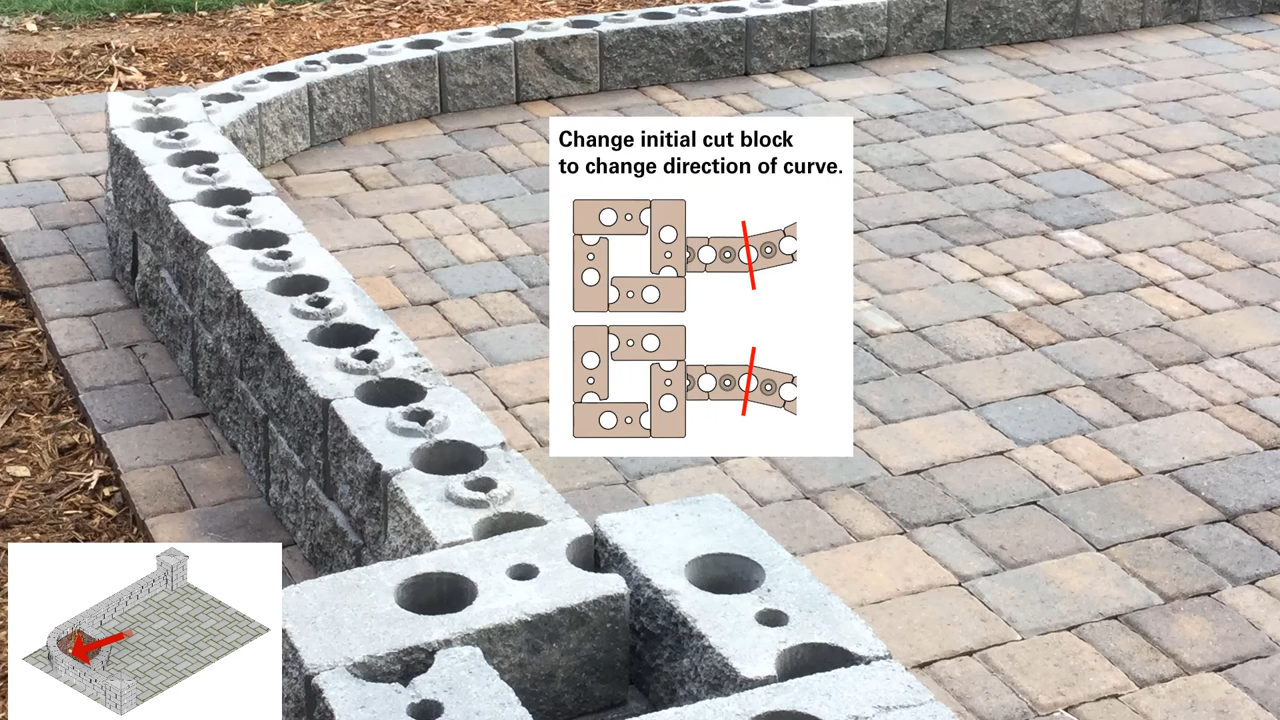 Change initial cut block
to change direction of curve.